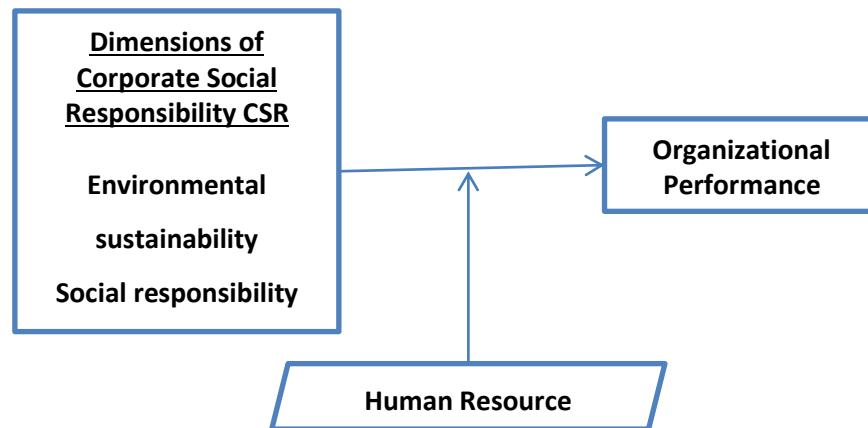 Dimensions of
Corporate Social
Responsibility CSR
Environmental
sustainability
Social responsibility
Organizational
Performance
Human Resource